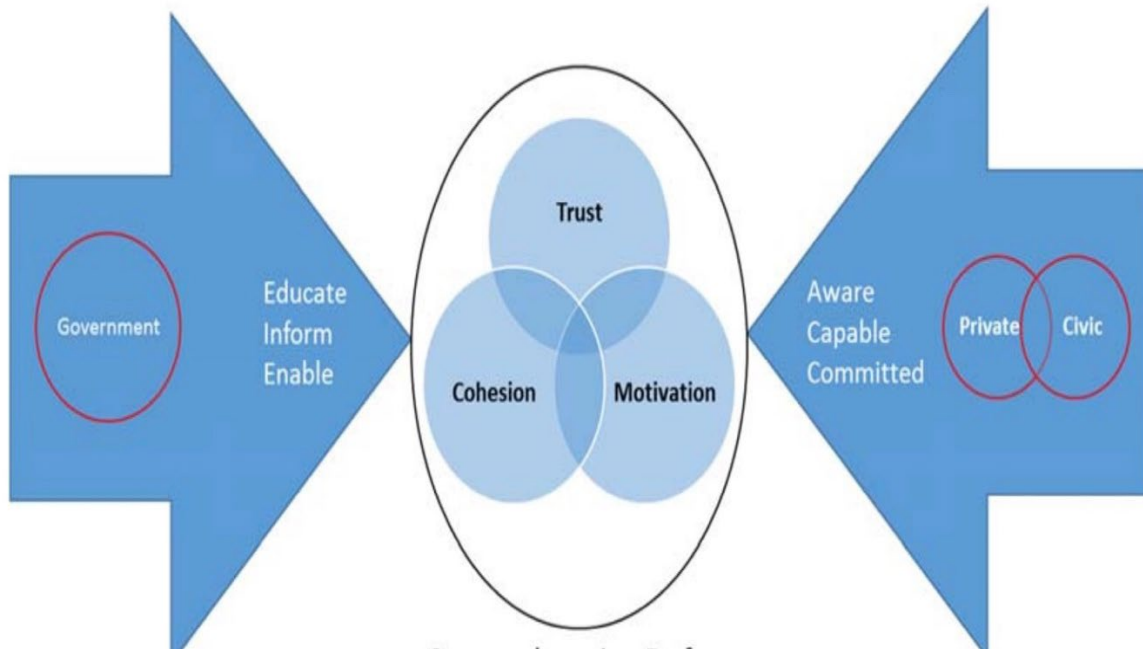 Trust
Cohesion
Motivation
Government
Educate
Inform
Enable
Aware
Capable
Committed
Private
Civic